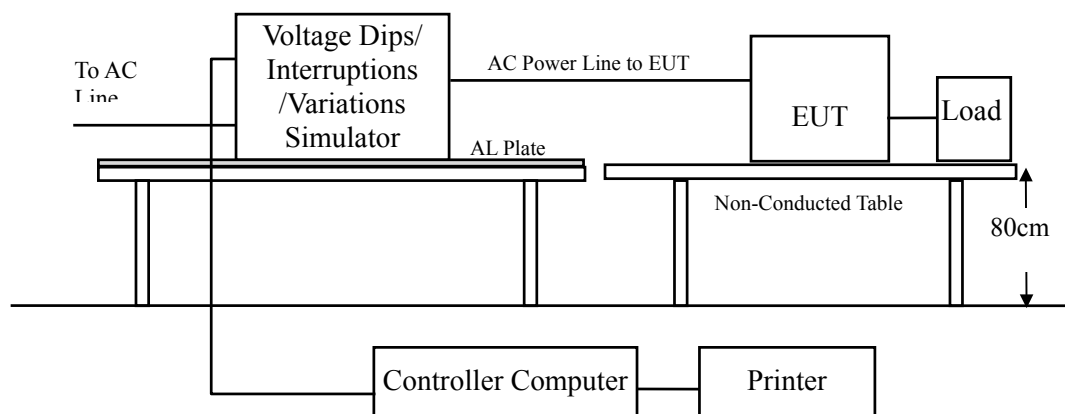 Voltage Dips/
Interruptions
/Variations
Simulator
To AC
Line
AC Power Line to EUT
EUT
Load
AL Plate
Non-Conducted Table
80cm
Controller Computer
Printer